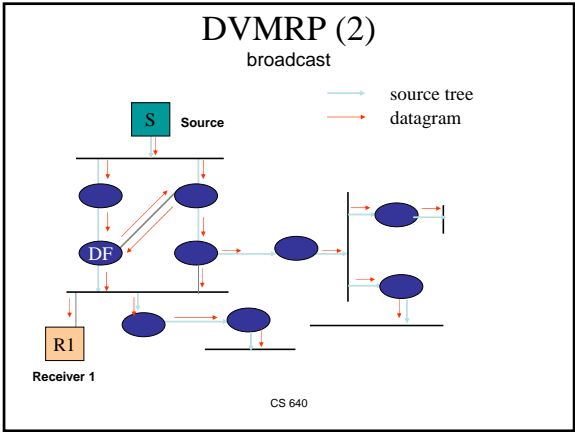 DVMRP (2)
broadcast
source tree
datagram
S
Source
DF
R1
Receiver 1
CS 640